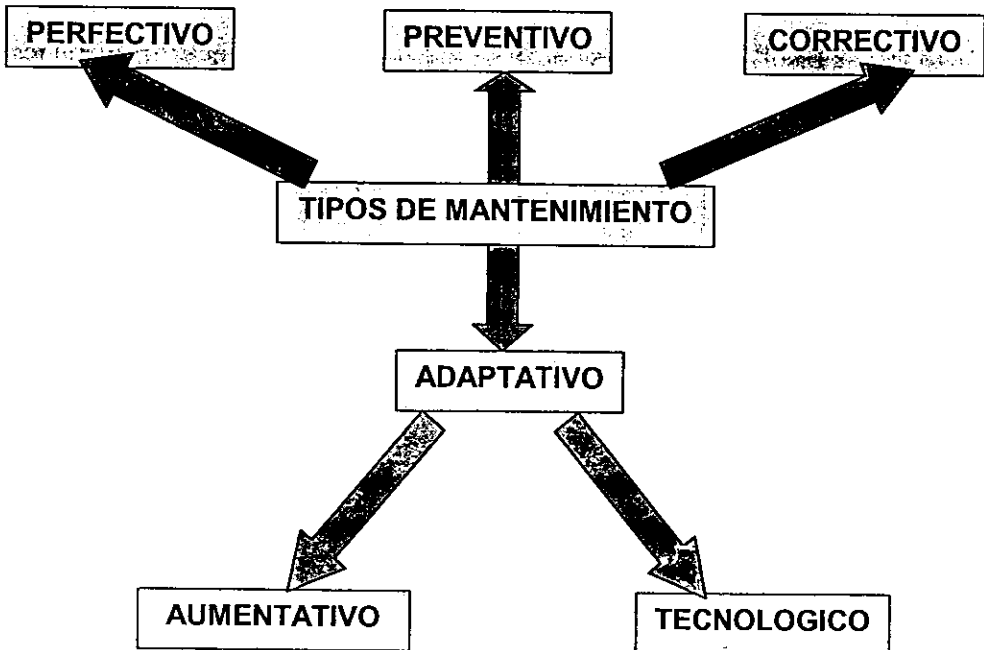 PERFECTIVO
PREVENTIVO
CORRECTIVO
TIPOS DE MANTENIMIENTO
ADAPTATIVO
AUMENTATIVO
TECNOLOGICO